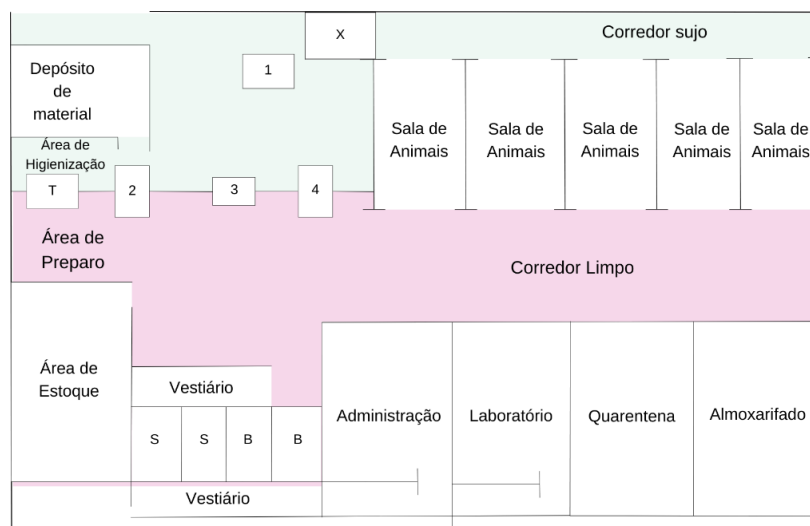 X
Corredor sujo
1
Depósito
de
material
Sala de
Animais
Sala de
Animais
Sala de
Animais
Sala de
Animais
Sala de
Animais
Área de
Higienização
T
2
3
4
Área de
Preparo
Corredor Limpo
Área de
Estoque
Vestiário
S
S
B
B
Administração
Laboratório
Quarentena
Almoxarifado
Vestiário